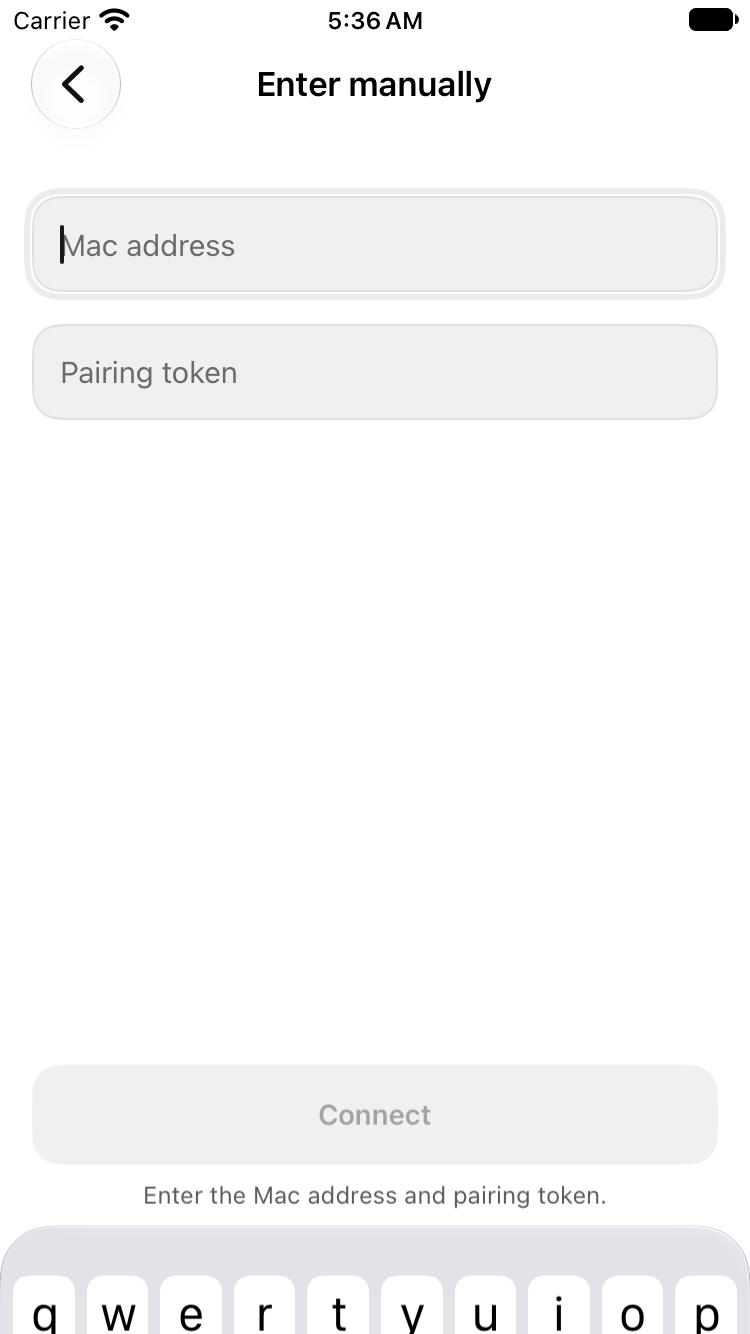 Carrier 5:36 AM
Enter manually
Mac address
Pairing token
Connect
Enter the Mac address and pairing token.
q w e r t y u i o p